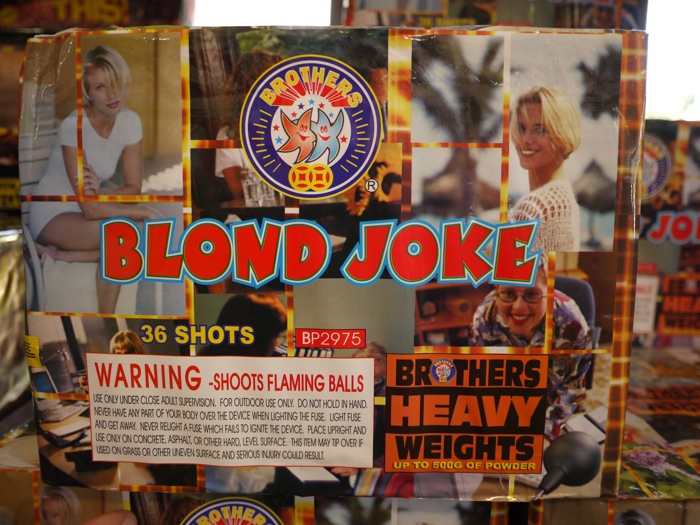 THIS!
BROTHERS
®
BLOND JOKE
36 SHOTS
BP2975
WARNING -SHOOTS FLAMING BALLS
USE ONLY UNDER CLOSE ADULT SUPERVISION. FOR OUTDOOR USE ONLY. DO NOT HOLD IN HAND.
NEVER HAVE ANY PART OF YOUR BODY OVER THE DEVICE WHEN LIGHTING THE FUSE. LIGHT FUSE
AND GET AWAY. NEVER RELIGHT A FUSE WHICH FAILS TO IGNITE THE DEVICE. PLACE UPRIGHT AND
USE ONLY ON CONCRETE, ASPHALT, OR OTHER HARD, LEVEL SURFACE. THIS ITEM MAY TIP OVER IF
USED ON GRASS OR OTHER UNEVEN SURFACE AND SERIOUS INJURY COULD RESULT.
BROTHERS
HEAVY
WEIGHTS
UP TO 500G OF POWDER
JO
BROTHERS